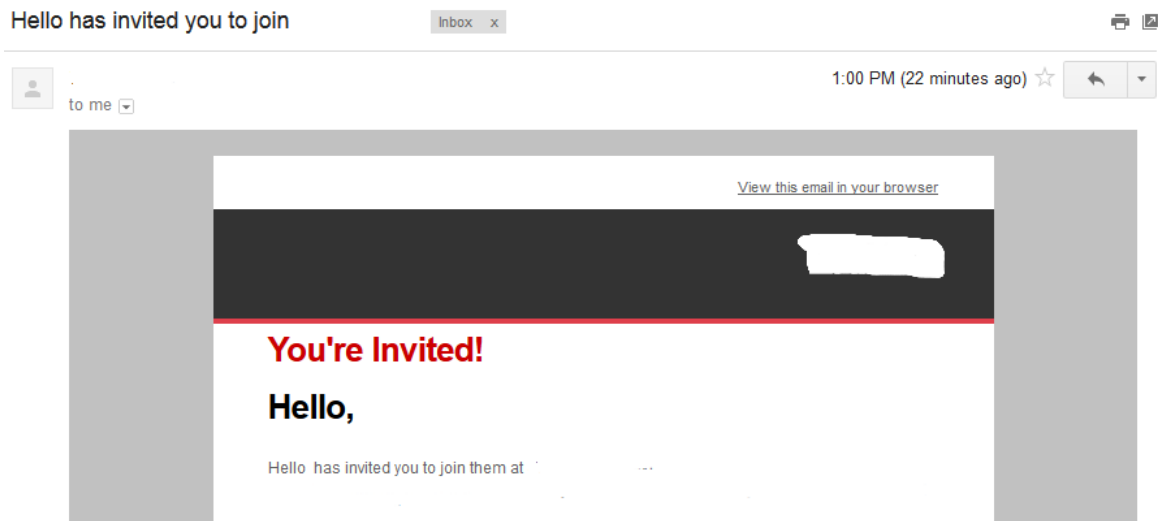 Hello has invited you to join
Inbox x
1:00 PM (22 minutes ago)
to me
View this email in your browser
You're Invited!
Hello,
Hello has invited you to join them at